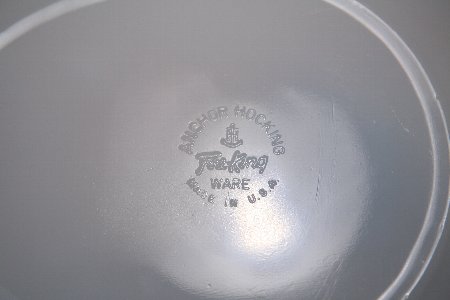 ANCHOR HOCKING
Fire-King
WARE
MADE IN U.S.A.